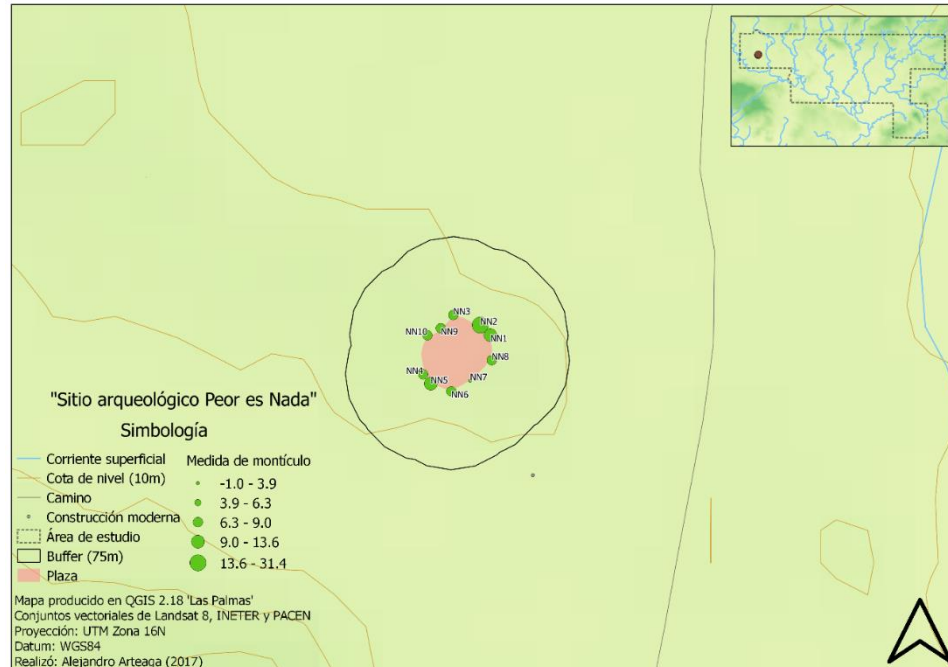 NN3
NN2
NN9
NN10
NN1
NN8
NN4
NN5
NN7
NN6
"Sitio arqueológico Peor es Nada"
Simbología
Corriente superficial
Cota de nivel (10m)
Camino
Construcción moderna
Área de estudio
Buffer (75m)
Plaza
Medida de montículo
-1.0 - 3.9
3.9 - 6.3
6.3 - 9.0
9.0 - 13.6
13.6 - 31.4
Mapa producido en QGIS 2.18 'Las Palmas'
Conjuntos vectoriales de Landsat 8, INETER y PACEN
Proyección: UTM Zona 16N
Datum: WGS84
Realizó: Alejandro Arteaga (2017)